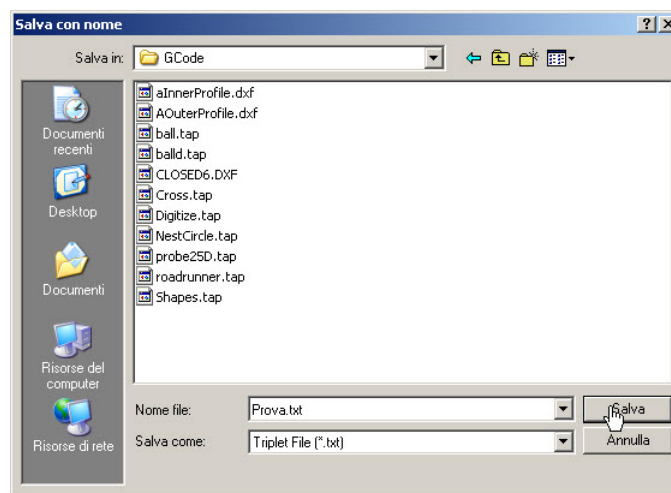 Salva con nome
Salva in:
GCode
Documenti
recenti
Desktop
Documenti
Risorse del
computer
Risorse di rete
aInnerProfile.dxf
AOuterProfile.dxf
ball.tap
balld.tap
CLOSED6.DXF
Cross.tap
Digitize.tap
NestCircle.tap
probe25D.tap
roadrunner.tap
Shapes.tap
Nome file:
Prova.txt
Salva
Salva come:
Triplet File (*.txt)
Annulla